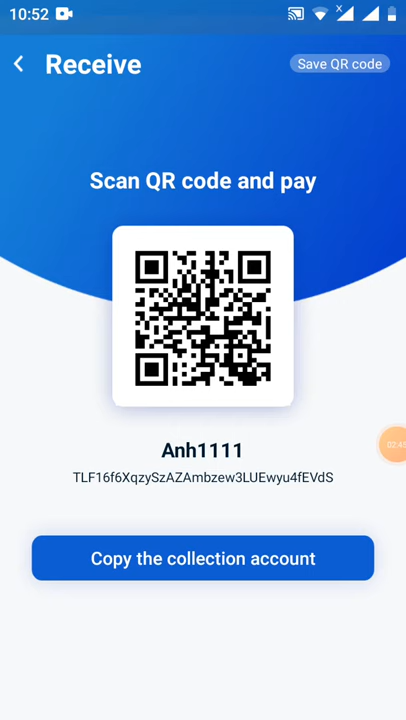 10:52
Receive
Save QR code
Scan QR code and pay
Anh1111
TLF16f6XqzySzAZAmbzew3LUEwyu4fEVdS
Copy the collection account